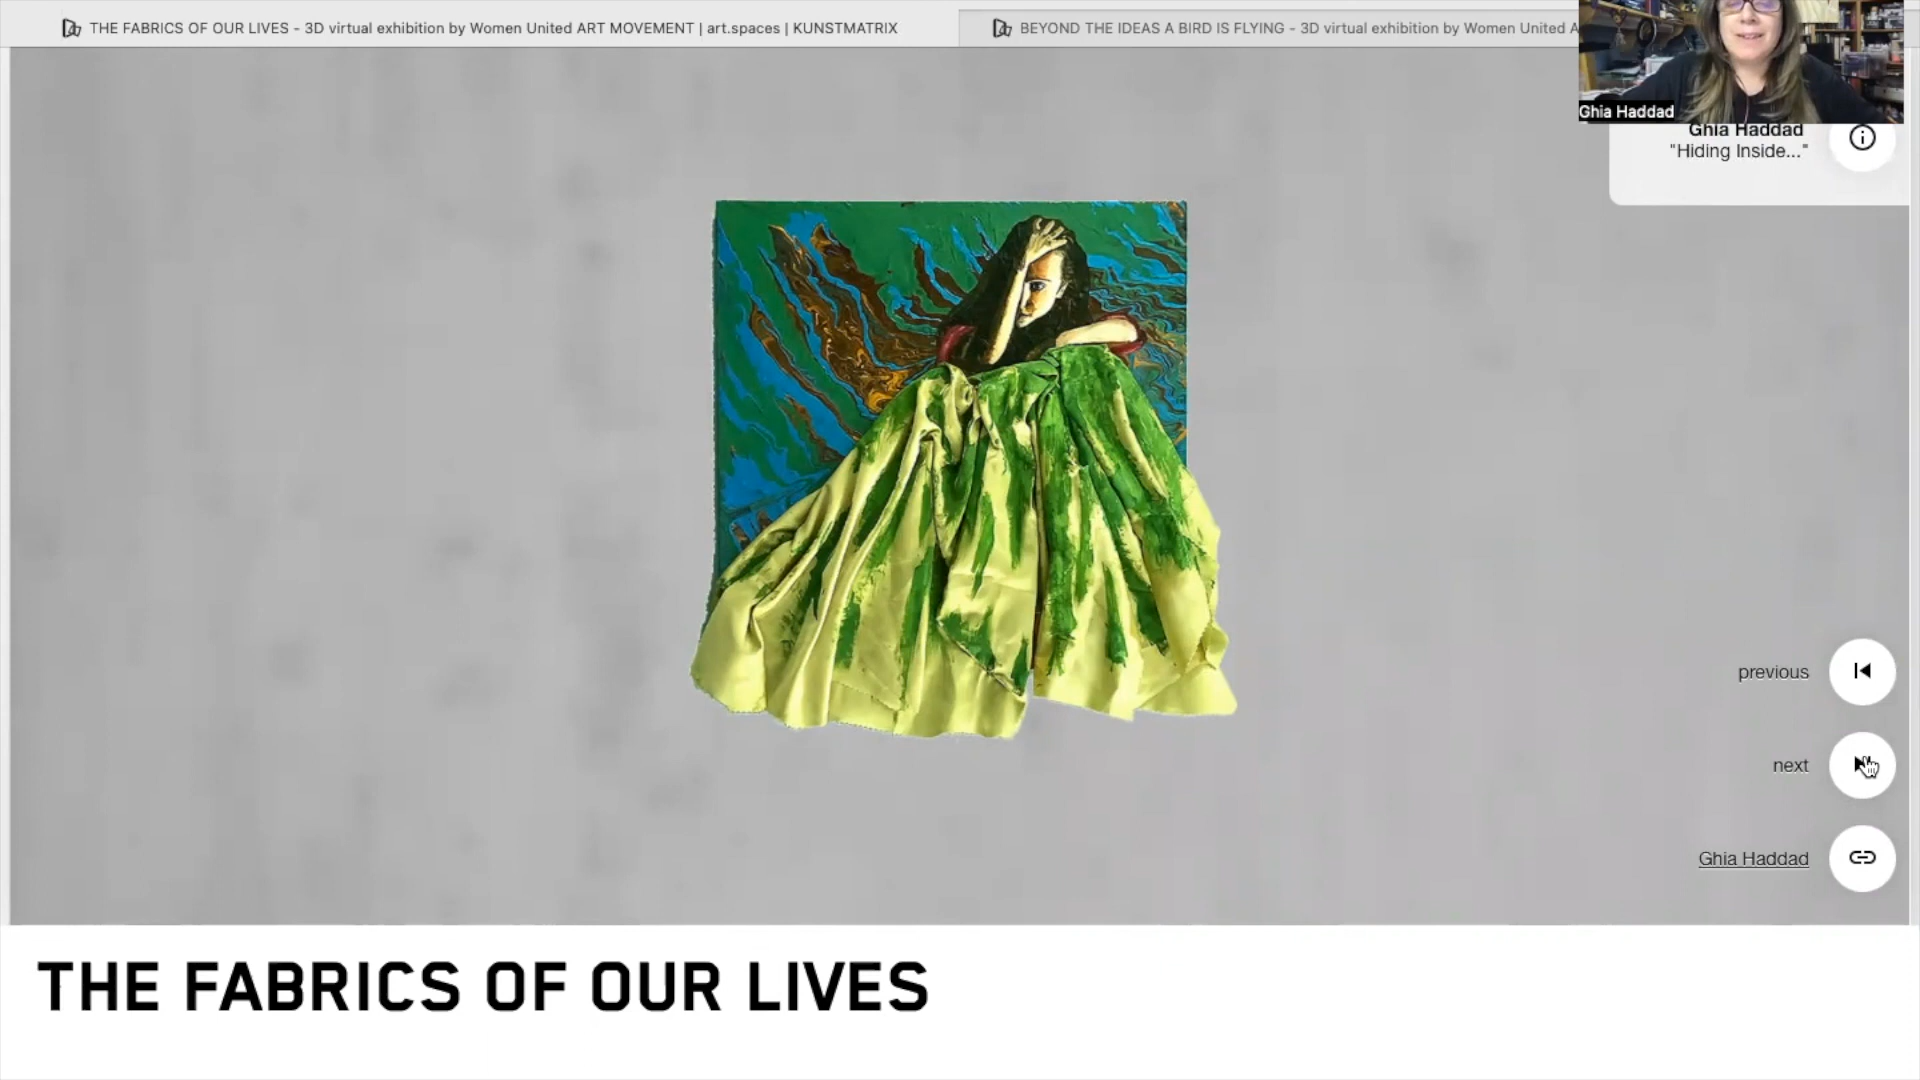 THE FABRICS OF OUR LIVES - 3D virtual exhibition by Women United ART MOVEMENT | art.spaces | KUNSTMATRIX
BEYOND THE IDEAS A BIRD IS FLYING - 3D virtual exhibition by Women United
Ghia Haddad
Ghia Haddad
"Hiding Inside..."
previous
next
Ghia Haddad
THE FABRICS OF OUR LIVES